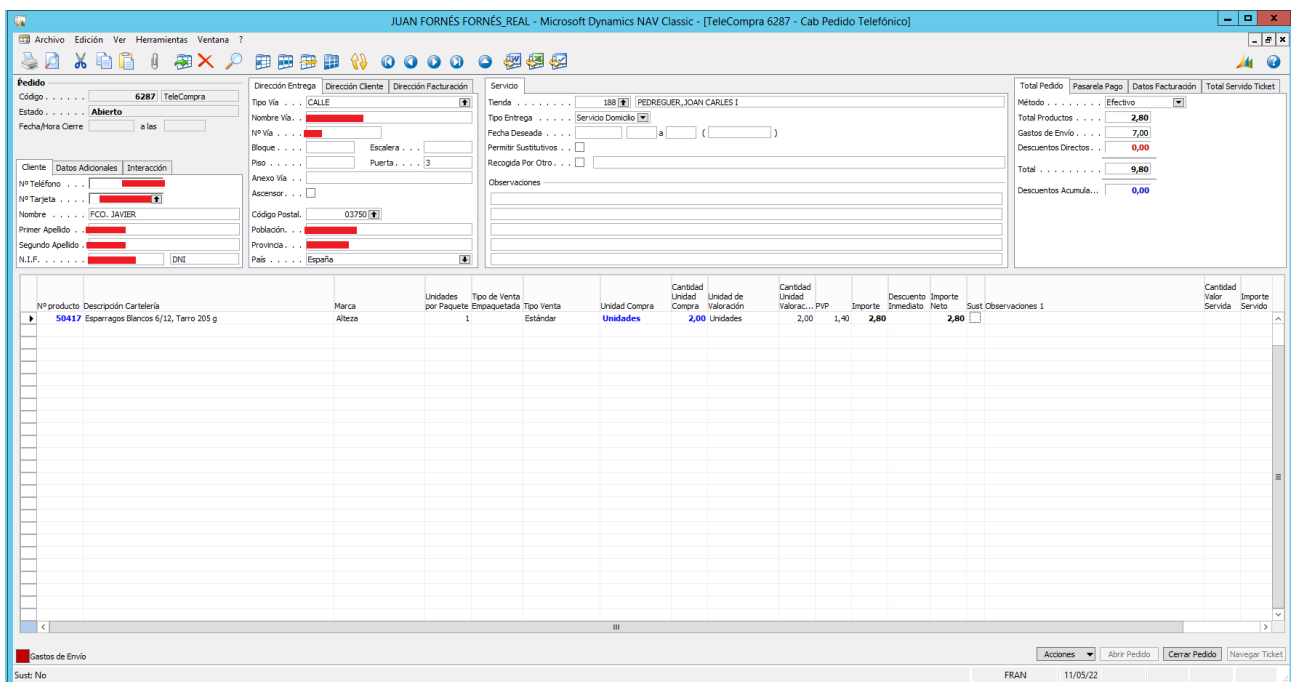 JUAN FORNÉS FORNÉS_REAL - Microsoft Dynamics NAV Classic - [TeleCompra 6287 - Cab Pedido Telefónico]
Archivo Edición Ver Herramientas Ventana ?
Pedido
Código . . . . . . 6287 TeleCompra
Estado . . . . . . Abierto
Fecha/Hora Cierre a las
Cliente Datos Adicionales Interacción
Nº Teléfono . . .
Nº Tarjeta . . . .
Nombre . . . . . FCO. JAVIER
Primer Apellido . .
Segundo Apellido .
N.I.F. . . . . . . DNI
Dirección Entrega Dirección Cliente Dirección Facturación
Tipo Vía . . . CALLE
Nombre Vía. .
Nº Vía . . . .
Bloque . . . . Escalera . . .
Piso . . . . . Puerta . . . . 3
Anexo Vía . .
Ascensor. . .
Código Postal. 03750
Población. . .
Provincia. . .
País . . . . . España
Servicio
Tienda . . . . . . . . 188 PEDREGUER,JOAN CARLES I
Tipo Entrega . . . . . Servicio Domicilio
Fecha Deseada . . . . a ( )
Permitir Sustitutivos . .
Recogida Por Otro. . .
Observaciones
Total Pedido Pasarela Pago Datos Facturación Total Servido Ticket
Método . . . . . . . . Efectivo
Total Productos . . . . 2,80
Gastos de Envío . . . . 7,00
Descuentos Directos . . 0,00
Total . . . . . . . . . 9,80
Descuentos Acumula... 0,00
Nº producto Descripción Cartelería Marca Unidades por Paquete Tipo de Venta Empaquetada Tipo Venta Unidad Compra Cantidad Unidad Compra Unidad de Valoración Cantidad Unidad Valorac... PVP Importe Descuento Inmediato Importe Neto Sust Observaciones 1 Cantidad Valor Servida Importe Servido
50417 Esparragos Blancos 6/12, Tarro 205 g Alteza 1 Estándar Unidades 2,00 Unidades 2,00 1,40 2,80 2,80
Gastos de Envío
Acciones Abrir Pedido Cerrar Pedido Navegar Ticket
Sust: No FRAN 11/05/22